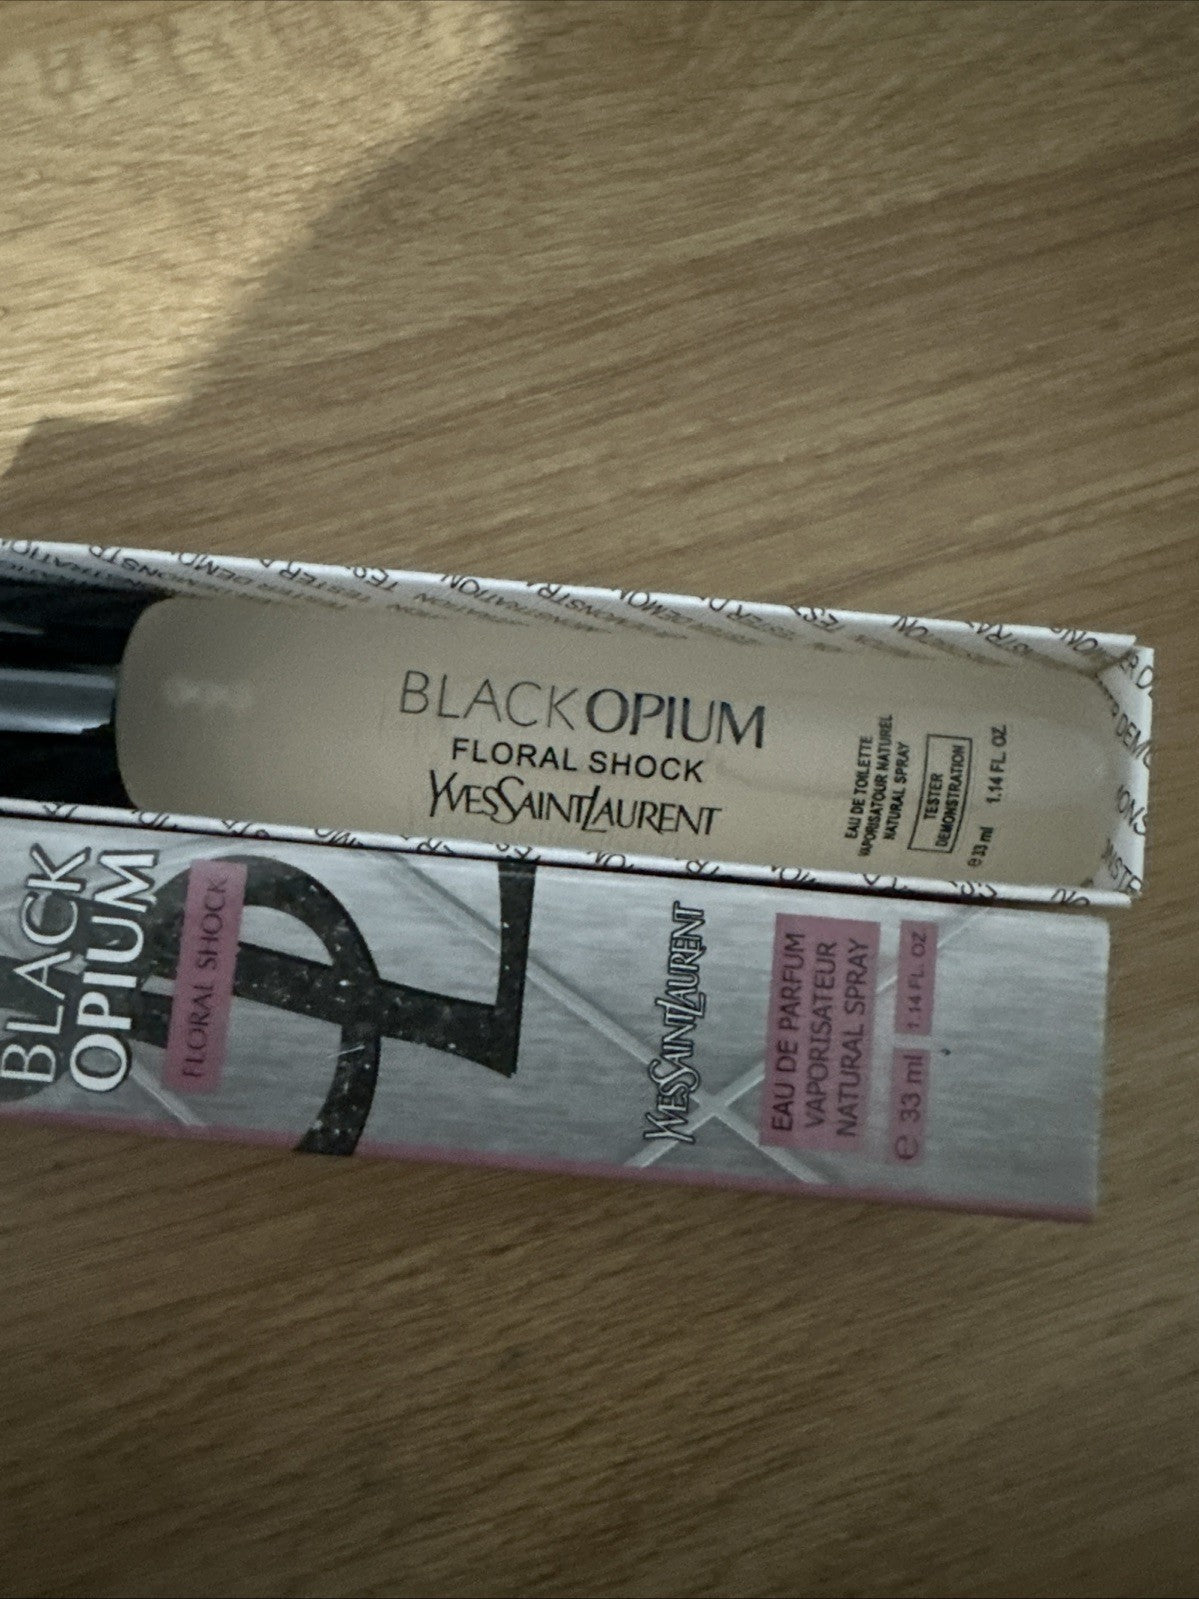 BLACK OPIUM
FLORAL SHOCK
YVESSAINTLAURENT
EAU DE TOILETTE
VAPORISATOUR NATUREL
NATURAL SPRAY
TESTER
DEMONSTRATION
e 33 ml 1.14 FL. OZ.
BLACK
OPIUM
FLORAL SHOCK
YVESSAINTLAURENT
EAU DE PARFUM
VAPORISATEUR
NATURAL SPRAY
e 33 ml 1.14 FL. OZ